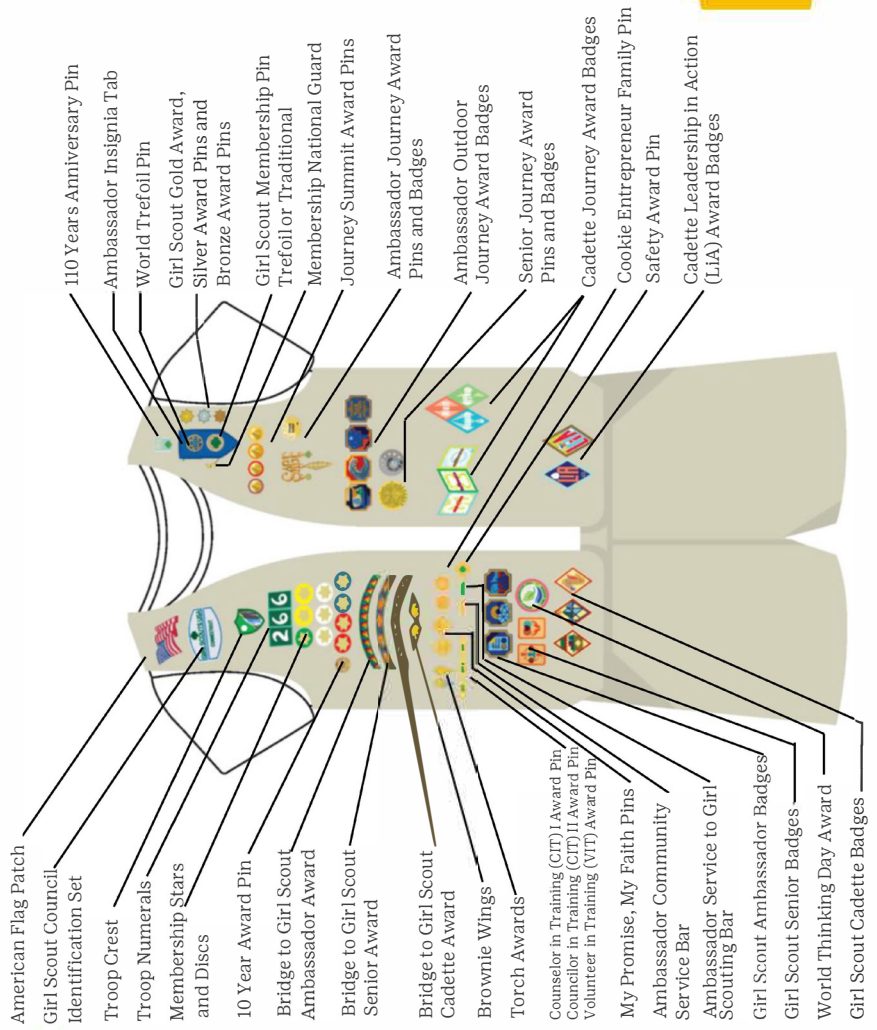 American Flag Patch
Girl Scout Council
Identification Set
Troop Crest
Troop Numerals
Membership Stars
and Discs
10 Year Award Pin
Bridge to Girl Scout
Ambassador Award
Bridge to Girl Scout
Senior Award
Bridge to Girl Scout
Cadette Award
Brownie Wings
Torch Awards
Counselor in Training (CIT) I Award Pin
Councilor in Training (CIT) II Award Pin
Volunteer in Training (VIT) Award Pin
My Promise, My Faith Pins
Ambassador Community
Service Bar
Ambassador Service to Girl
Scouting Bar
Girl Scout Ambassador Badges
Girl Scout Senior Badges
World Thinking Day Award
Girl Scout Cadette Badges
266
SAGE
110 Years Anniversary Pin
Ambassador Insignia Tab
World Trefoil Pin
Girl Scout Gold Award,
Silver Award Pins and
Bronze Award Pins
Girl Scout Membership Pin
Trefoil or Traditional
Membership National Guard
Journey Summit Award Pins
Ambassador Journey Award
Pins and Badges
Ambassador Outdoor
Journey Award Badges
Senior Journey Award
Pins and Badges
Cadette Journey Award Badges
Cookie Entrepreneur Family Pin
Safety Award Pin
Cadette Leadership in Action
(LiA) Award Badges